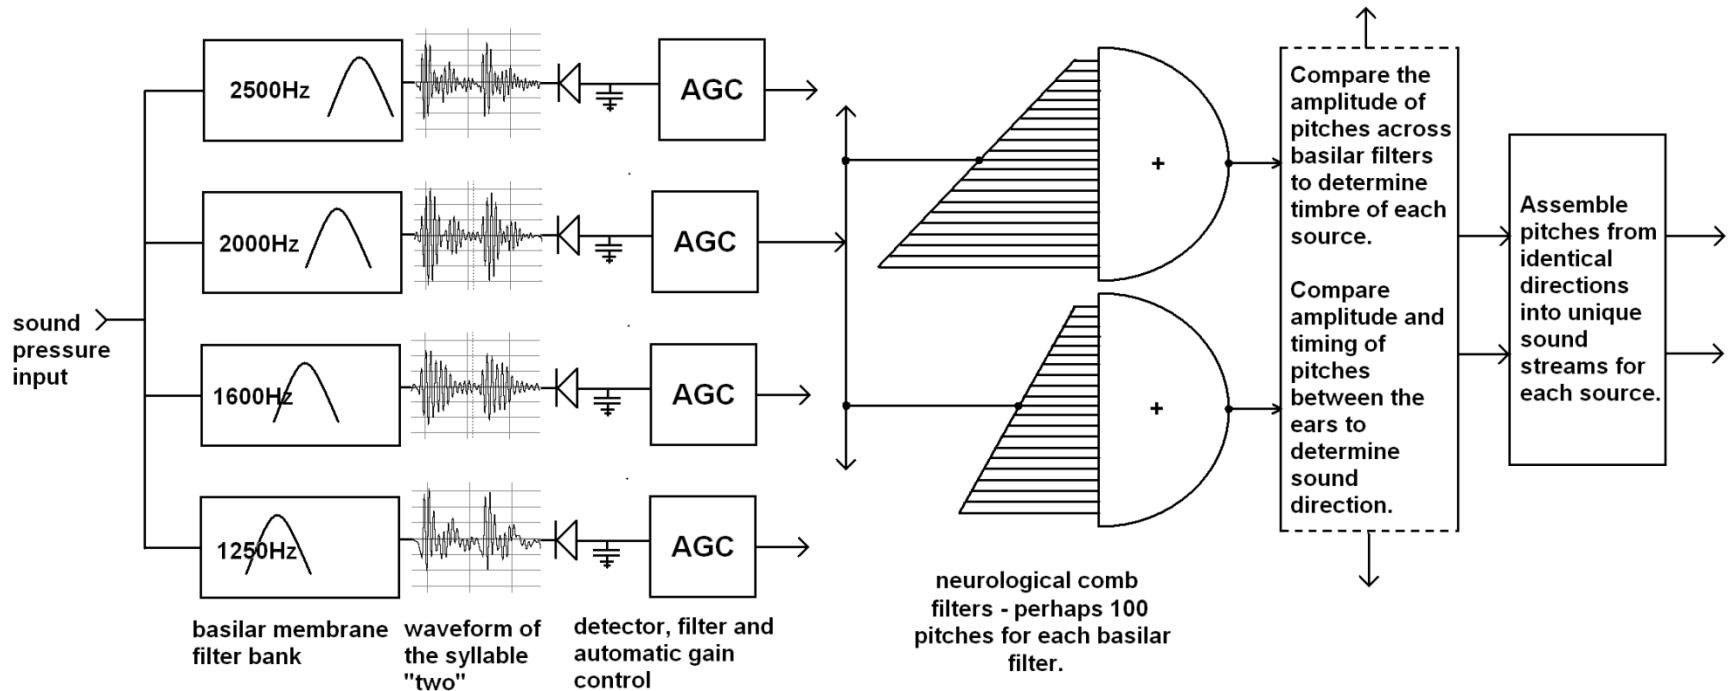 sound
pressure
input
2500Hz
2000Hz
1600Hz
1250Hz
basilar membrane
filter bank
waveform of
the syllable
"two"
AGC
AGC
AGC
AGC
detector, filter and
automatic gain
control
+
+
neurological comb
filters - perhaps 100
pitches for each basilar
filter.
Compare the
amplitude of
pitches across
basilar filters
to determine
timbre of each
source.
Compare
amplitude and
timing of
pitches
between the
ears to
determine
sound
direction.
Assemble
pitches from
identical
directions
into unique
sound
streams for
each source.